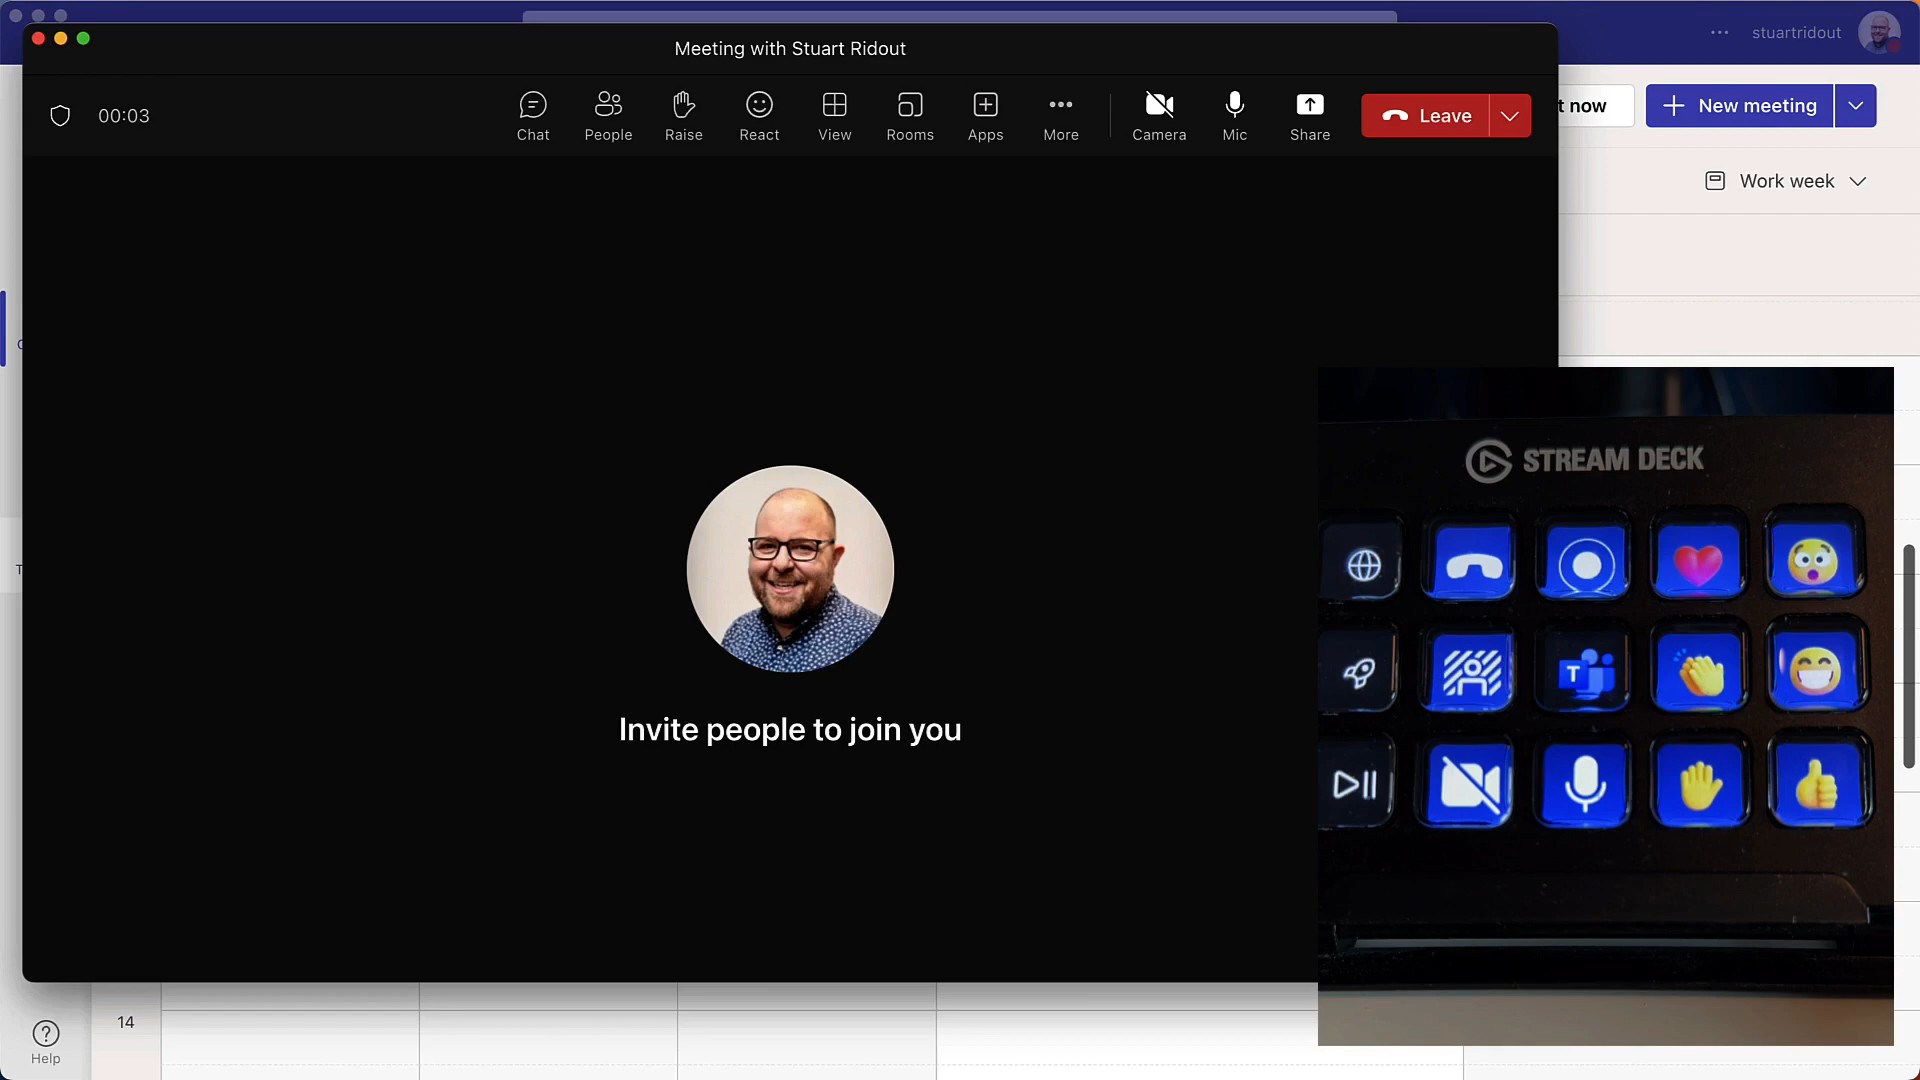 Meeting with Stuart Ridout
stuartridout
00:03
Chat
People
Raise
React
View
Rooms
Apps
More
Camera
Mic
Share
Leave
t now
New meeting
Work week
STREAM DECK
T
Invite people to join you
T
14
Help